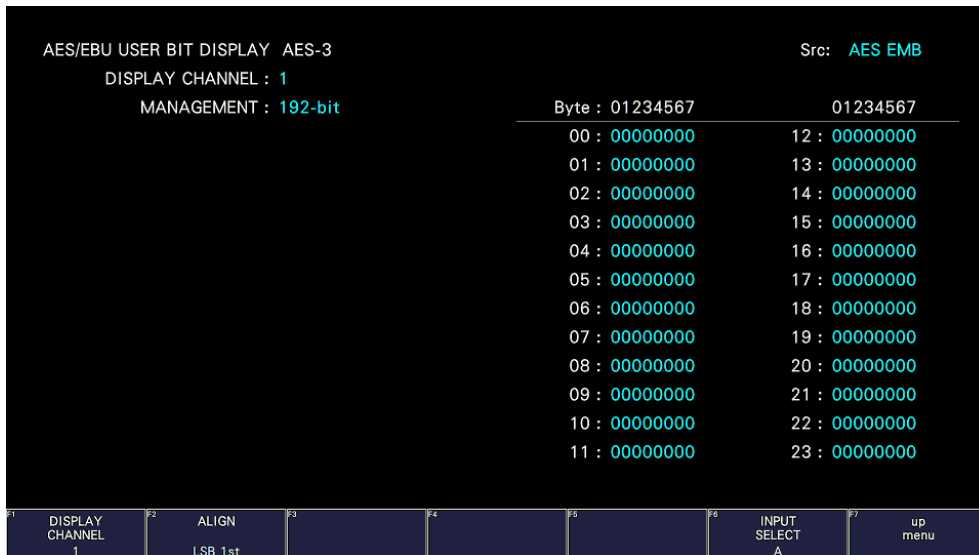 AES/EBU USER BIT DISPLAY AES-3
Src: AES EMB
DISPLAY CHANNEL : 1
MANAGEMENT : 192-bit
Byte : 01234567 01234567
00 : 00000000 12 : 00000000
01 : 00000000 13 : 00000000
02 : 00000000 14 : 00000000
03 : 00000000 15 : 00000000
04 : 00000000 16 : 00000000
05 : 00000000 17 : 00000000
06 : 00000000 18 : 00000000
07 : 00000000 19 : 00000000
08 : 00000000 20 : 00000000
09 : 00000000 21 : 00000000
10 : 00000000 22 : 00000000
11 : 00000000 23 : 00000000
F1 DISPLAY
CHANNEL
1
F2 ALIGN
LSB 1st
F3
F4
F5
F6 INPUT
SELECT
A
F7 up
menu